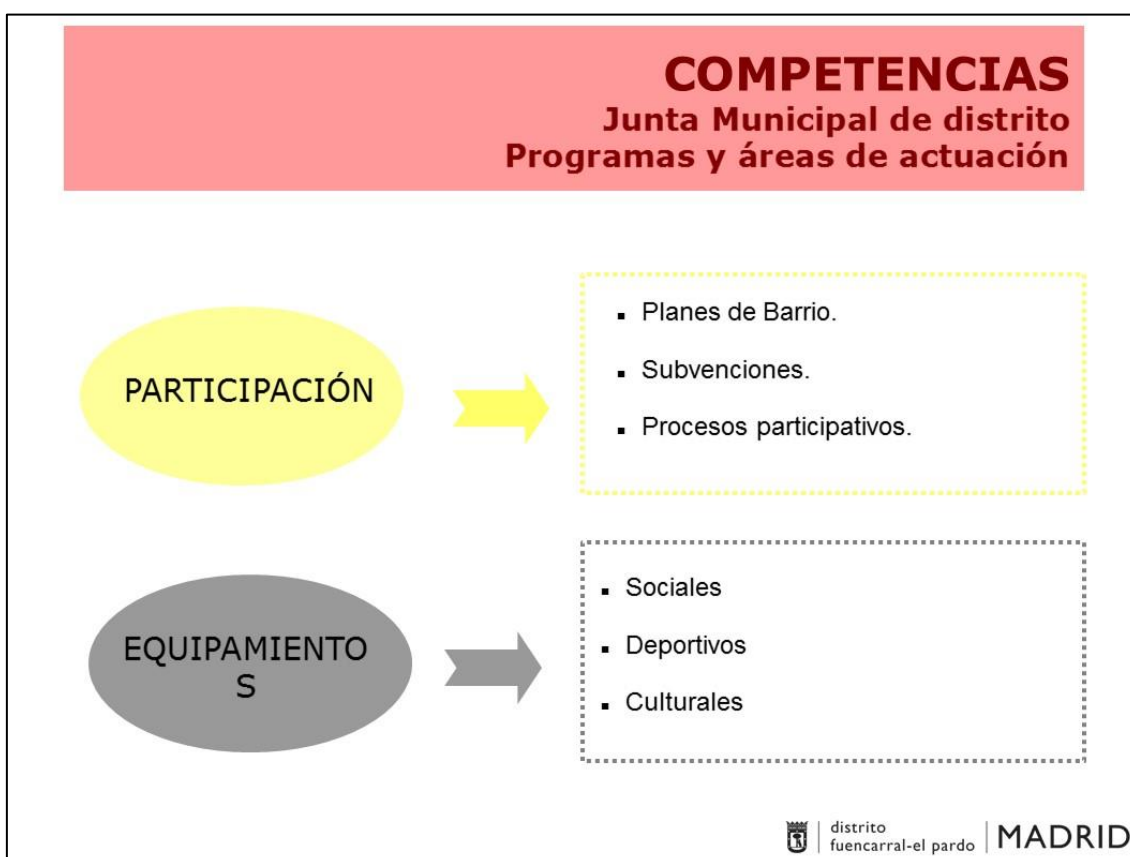 COMPETENCIAS
Junta Municipal de distrito
Programas y áreas de actuación
PARTICIPACIÓN
▪ Planes de Barrio.
▪ Subvenciones.
▪ Procesos participativos.
EQUIPAMIENTO
S
▪ Sociales
▪ Deportivos
▪ Culturales
distrito
fuencarral-el pardo
MADRID